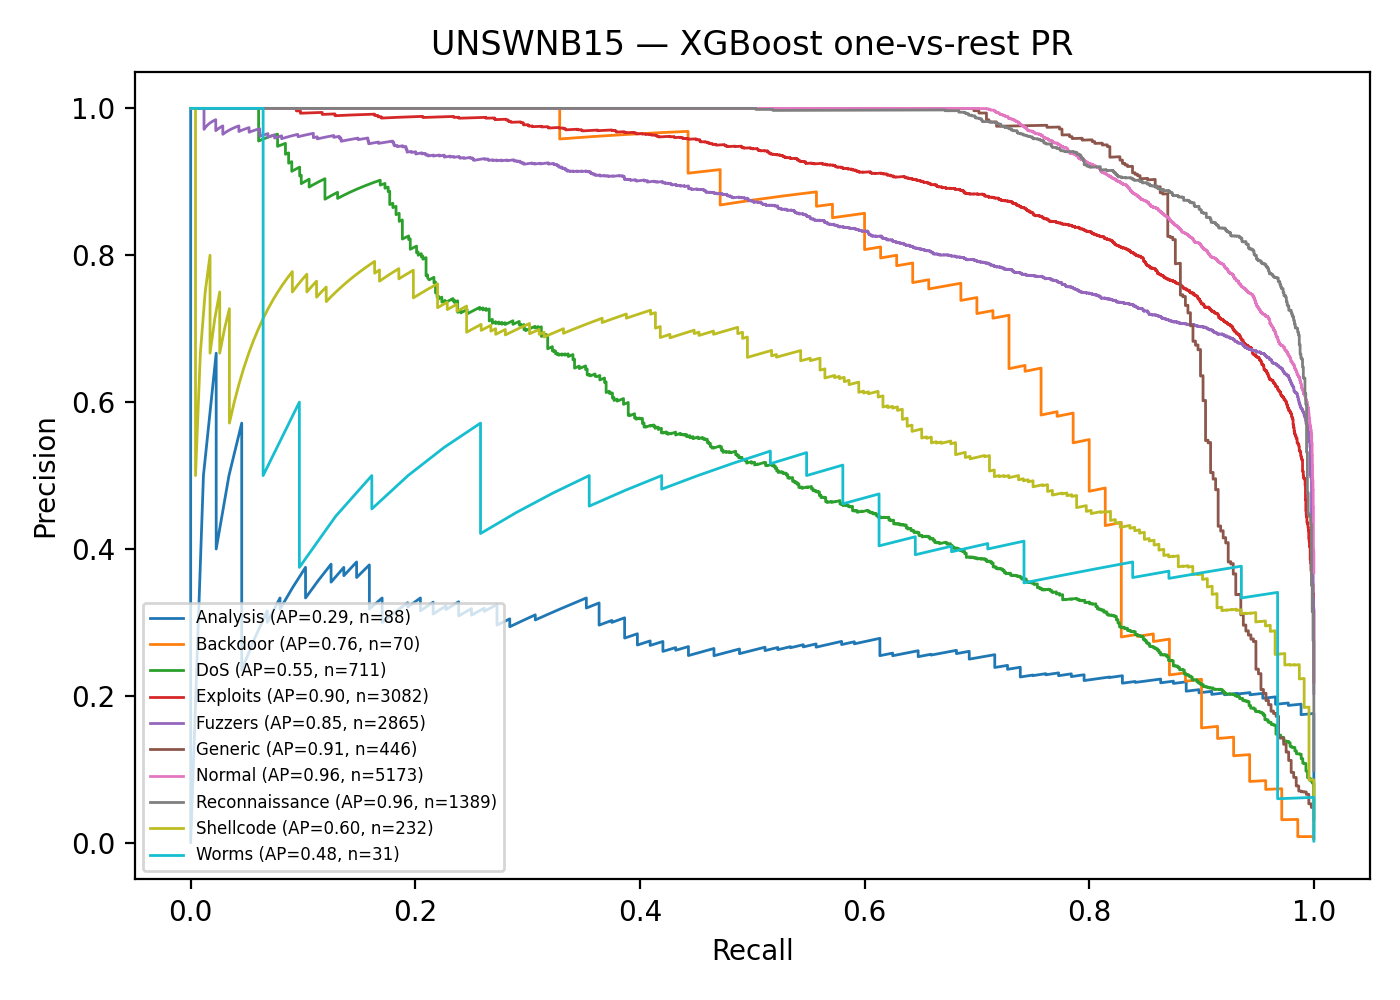 UNSWNB15 — XGBoost one-vs-rest PR
Precision
1.0
0.8
0.6
0.4
0.2
0.0
Analysis (AP=0.29, n=88)
Backdoor (AP=0.76, n=70)
DoS (AP=0.55, n=711)
Exploits (AP=0.90, n=3082)
Fuzzers (AP=0.85, n=2865)
Generic (AP=0.91, n=446)
Normal (AP=0.96, n=5173)
Reconnaissance (AP=0.96, n=1389)
Shellcode (AP=0.60, n=232)
Worms (AP=0.48, n=31)
0.0 0.2 0.4 0.6 0.8 1.0
Recall